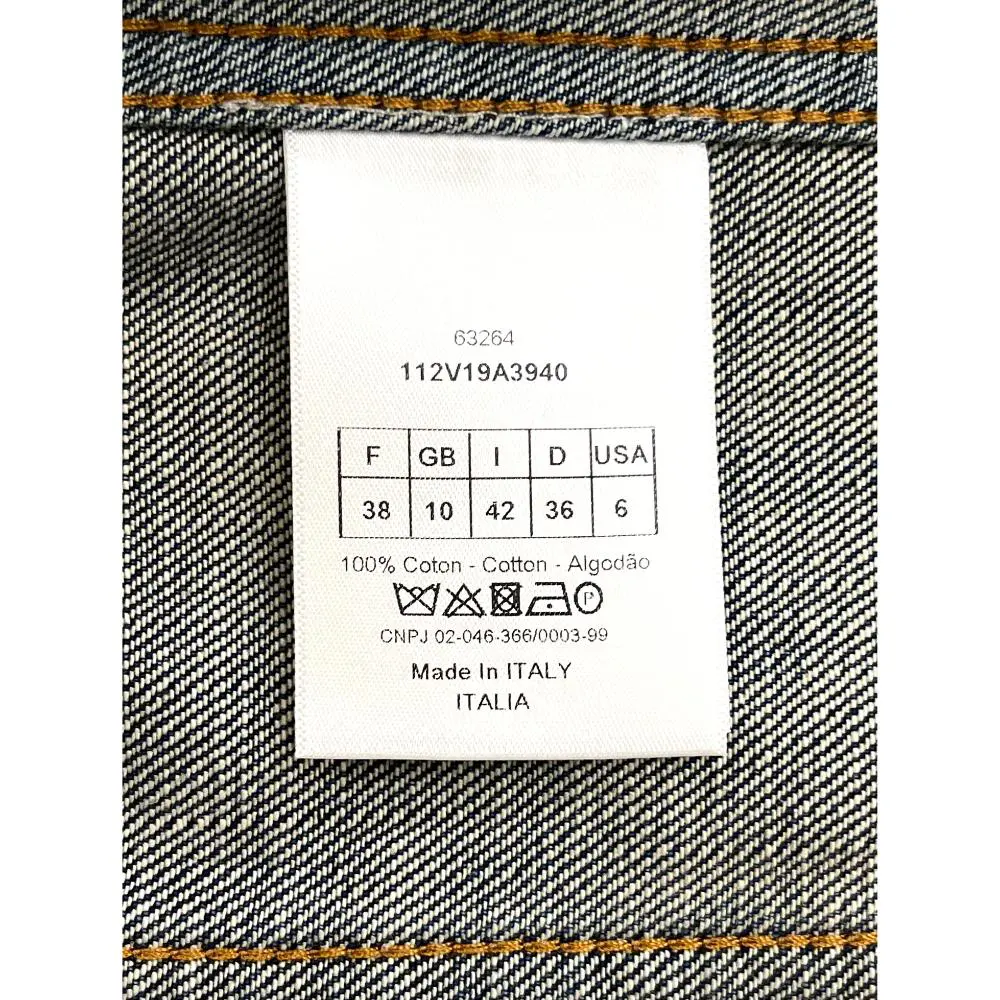 63264
112V19A3940
F GB I D USA
38 10 42 36 6
100% Coton - Cotton - Algodão
P
CNPJ 02-046-366/0003-99
Made In ITALY
ITALIA